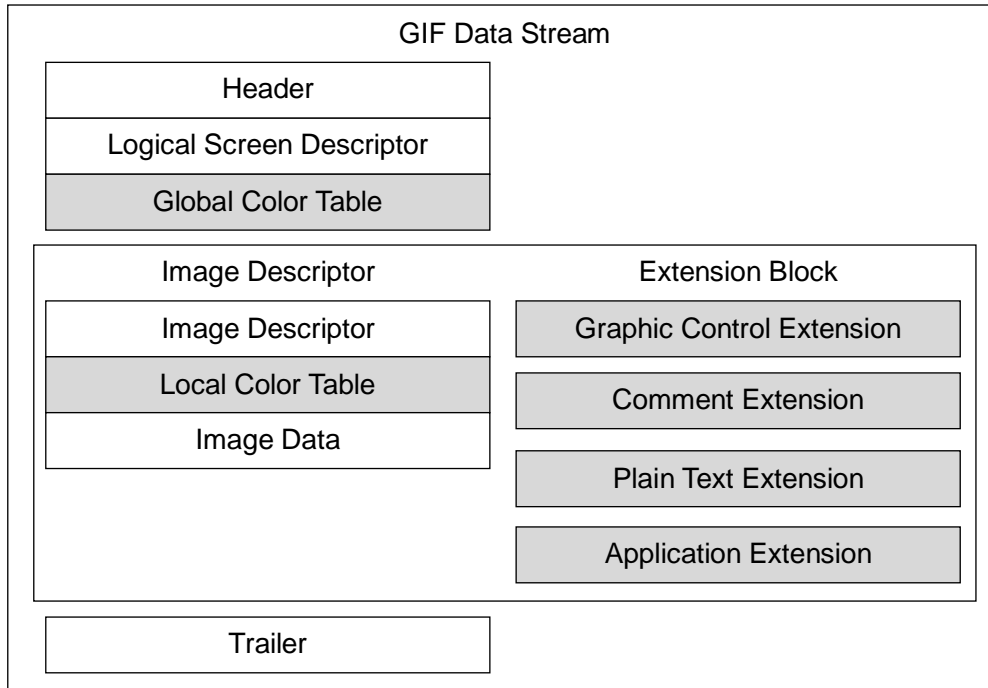 GIF Data Stream
Header
Logical Screen Descriptor
Global Color Table
Image Descriptor
Image Descriptor
Local Color Table
Image Data
Extension Block
Graphic Control Extension
Comment Extension
Plain Text Extension
Application Extension
Trailer